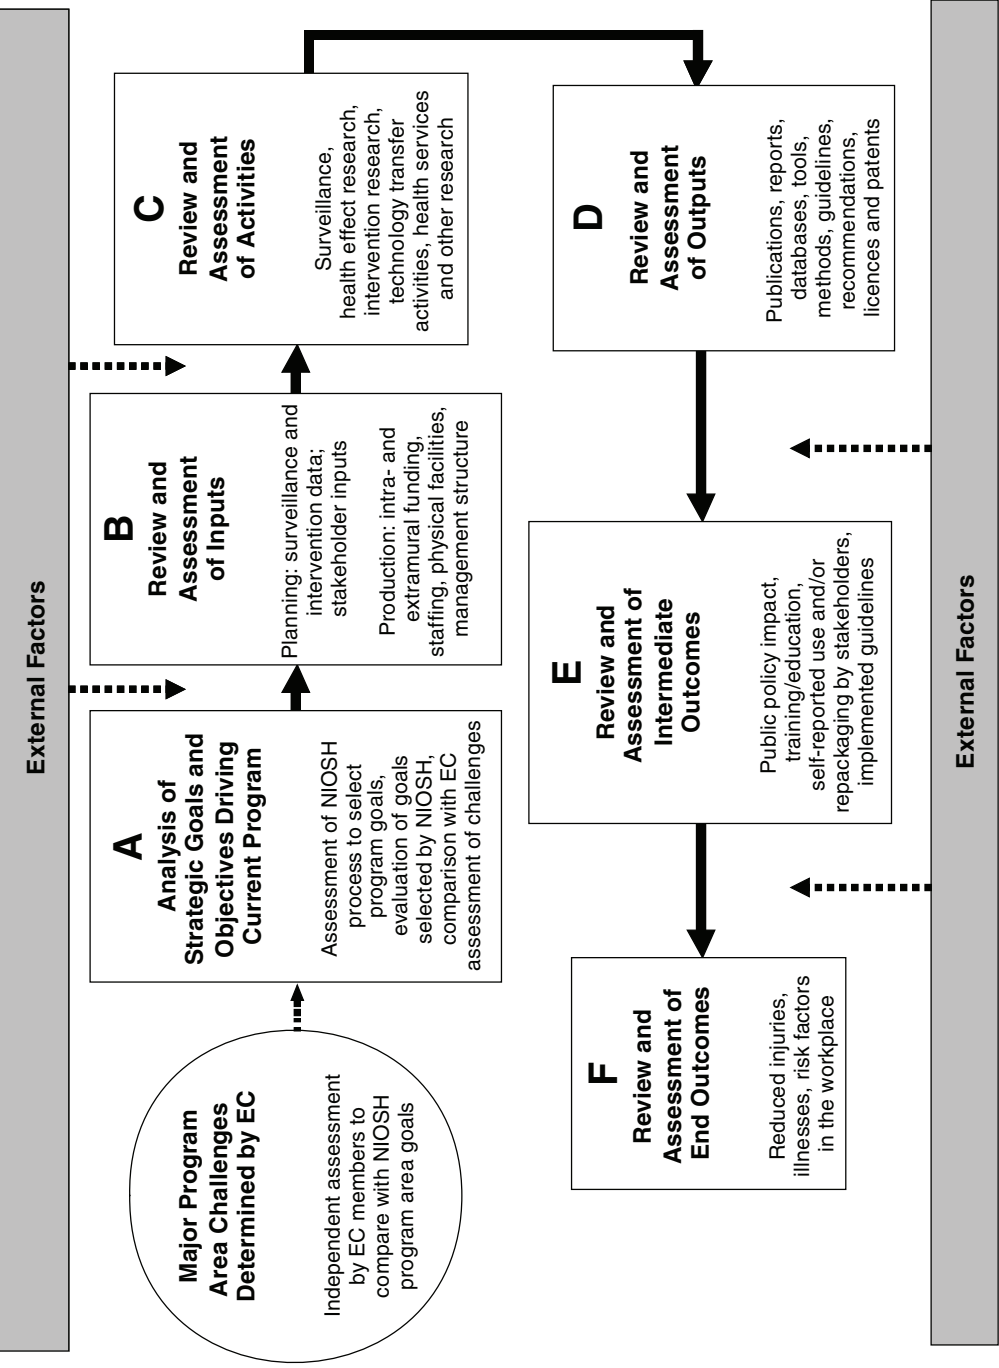 External Factors
Major Program
Area Challenges
Determined by EC
Independent assessment
by EC members to
compare with NIOSH
program area goals
A
Analysis of
Strategic Goals and
Objectives Driving
Current Program
Assessment of NIOSH
process to select
program goals,
evaluation of goals
selected by NIOSH,
comparison with EC
assessment of challenges
B
Review and
Assessment
of Inputs
Planning: surveillance and
intervention data;
stakeholder inputs
Production: intra- and
extramural funding,
staffing, physical facilities,
management structure
C
Review and
Assessment
of Activities
Surveillance,
health effect research,
intervention research,
technology transfer
activities, health services
and other research
D
Review and
Assessment
of Outputs
Publications, reports,
databases, tools,
methods, guidelines,
recommendations,
licences and patents
E
Review and
Assessment of
Intermediate
Outcomes
Public policy impact,
training/education,
self-reported use and/or
repackaging by stakeholders,
implemented guidelines
F
Review and
Assessment of
End Outcomes
Reduced injuries,
illnesses, risk factors
in the workplace
External Factors